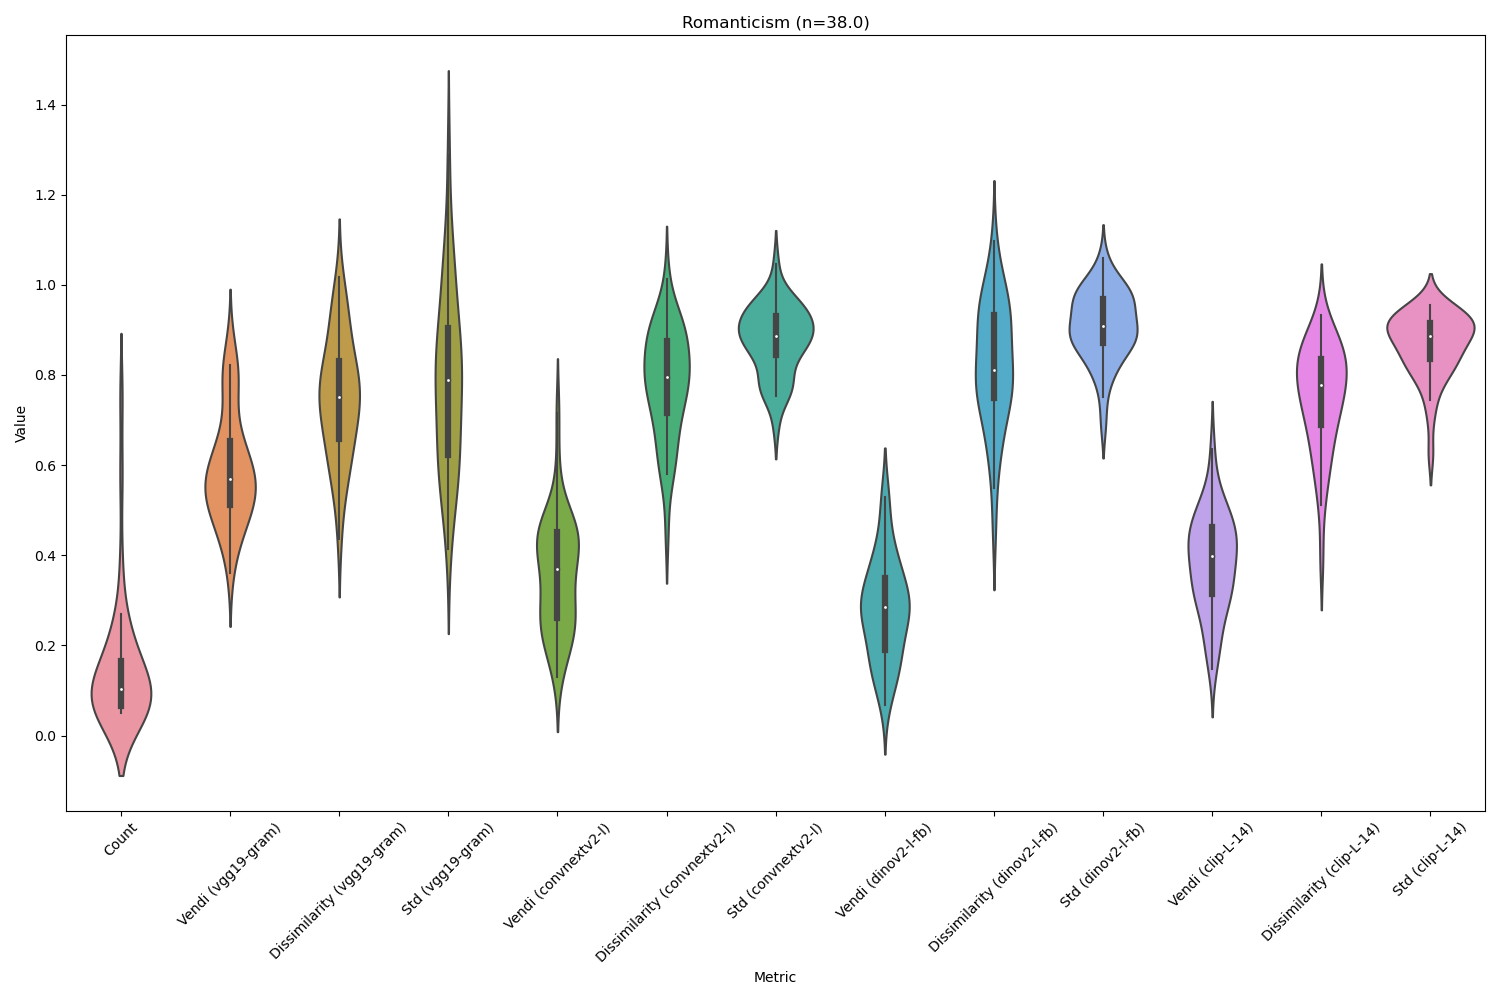 Romanticism (n=38.0)
Value
1.4
1.2
1.0
0.8
0.6
0.4
0.2
0.0
Count
Vendi (vgg19-gram)
Dissimilarity (vgg19-gram)
Std (vgg19-gram)
Vendi (convnextv2-l)
Dissimilarity (convnextv2-l)
Std (convnextv2-l)
Vendi (dinov2-l-fb)
Dissimilarity (dinov2-l-fb)
Std (dinov2-l-fb)
Vendi (clip-L-14)
Dissimilarity (clip-L-14)
Std (clip-L-14)
Metric